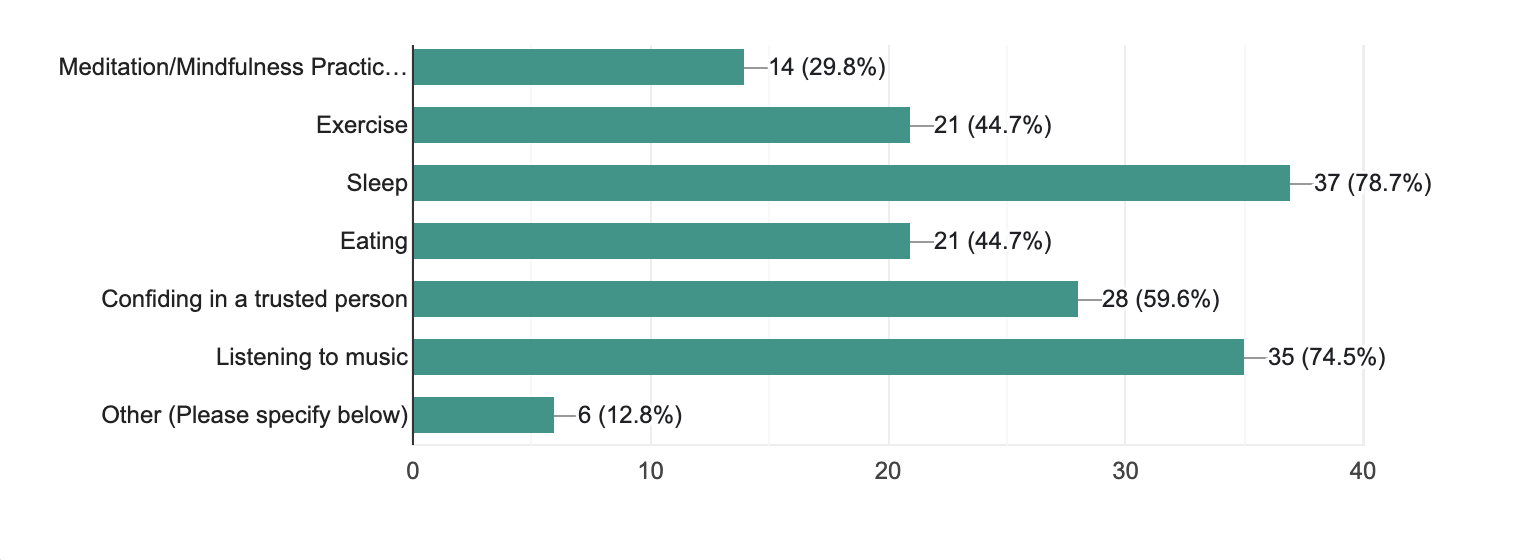 Meditation/Mindfulness Practic… 14 (29.8%)
Exercise 21 (44.7%)
Sleep 37 (78.7%)
Eating 21 (44.7%)
Confiding in a trusted person 28 (59.6%)
Listening to music 35 (74.5%)
Other (Please specify below) 6 (12.8%)
0 10 20 30 40